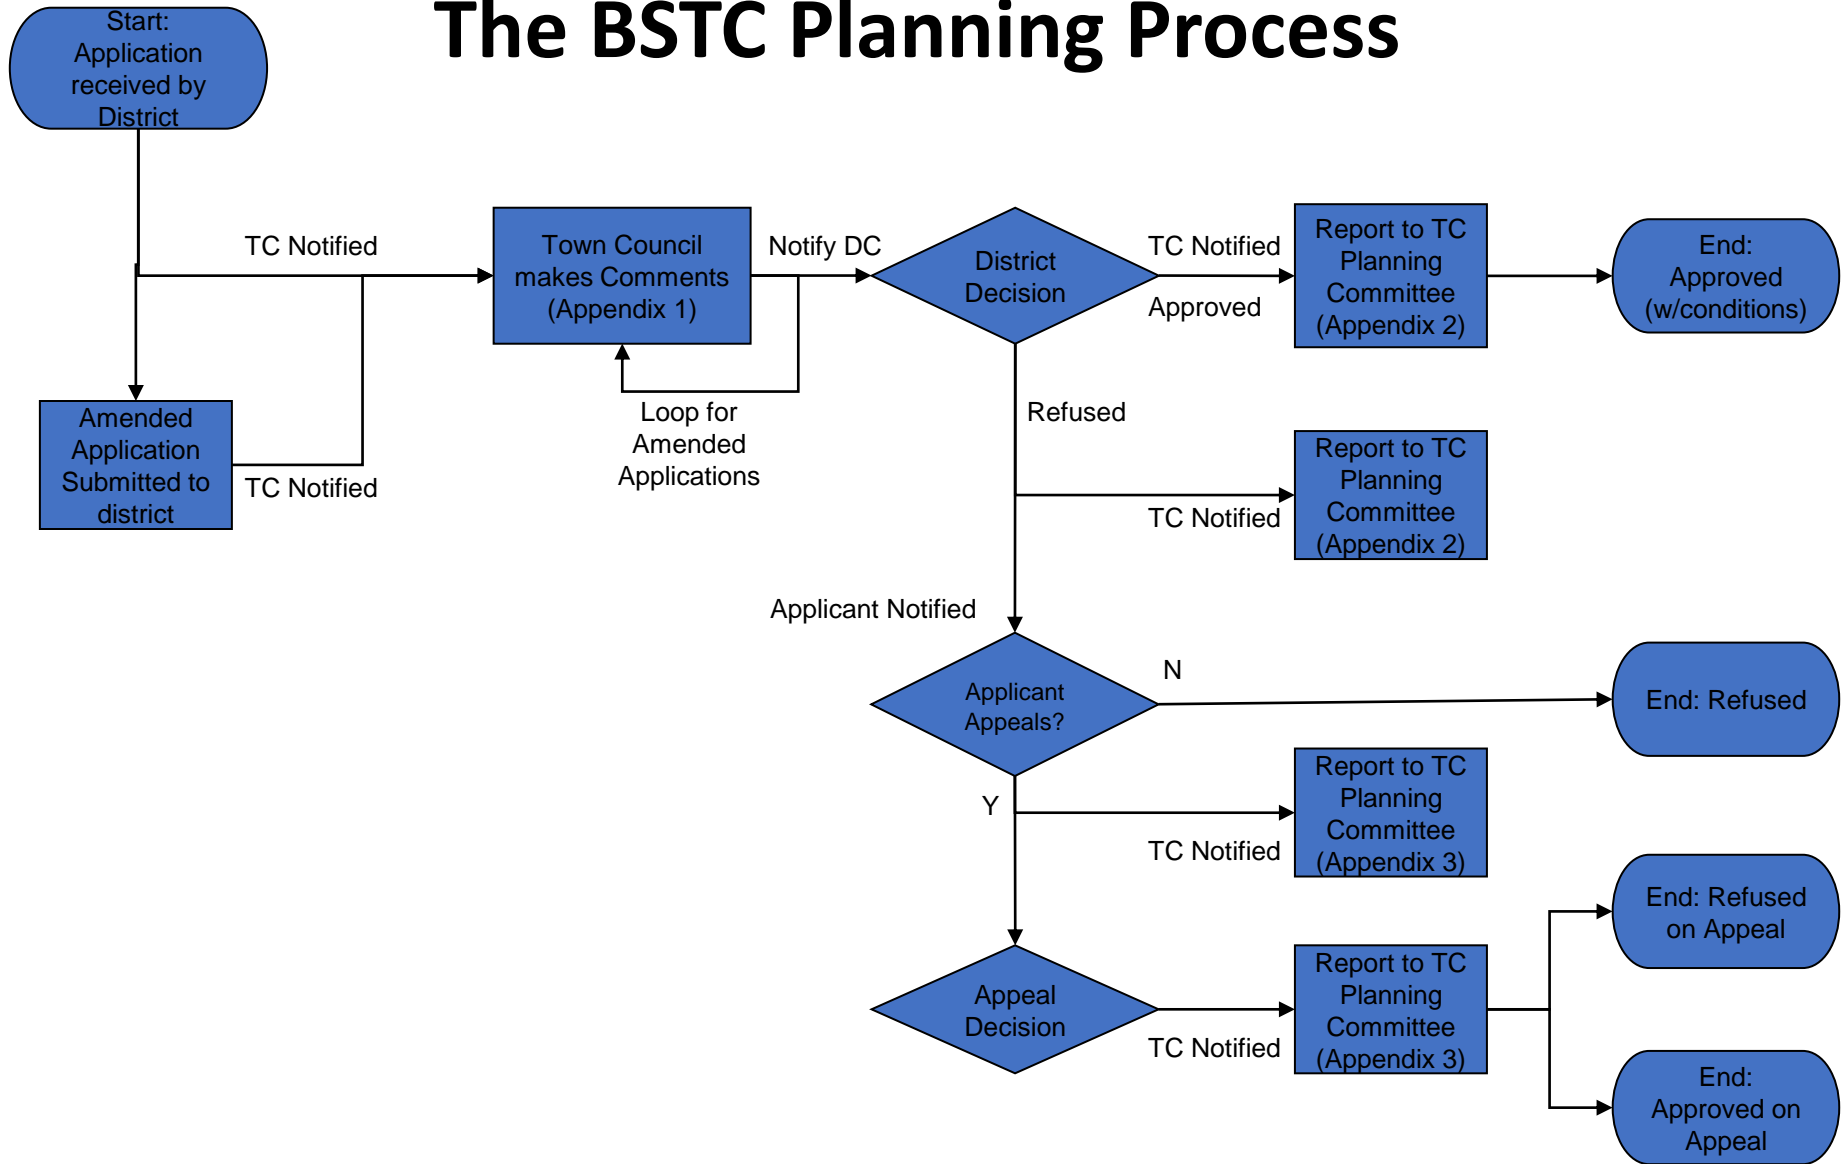 The BSTC Planning Process
Start:
Application
received by
District
TC Notified
Town Council
makes Comments
(Appendix 1)
Notify DC
District
Decision
TC Notified
Approved
Report to TC
Planning
Committee
(Appendix 2)
End:
Approved
(w/conditions)
Amended
Application
Submitted to
district
TC Notified
Loop for
Amended
Applications
Refused
Report to TC
Planning
Committee
(Appendix 2)
TC Notified
Applicant Notified
Applicant
Appeals?
N
End: Refused
Y
Report to TC
Planning
Committee
(Appendix 3)
TC Notified
Appeal
Decision
TC Notified
Report to TC
Planning
Committee
(Appendix 3)
End: Refused
on Appeal
End:
Approved on
Appeal